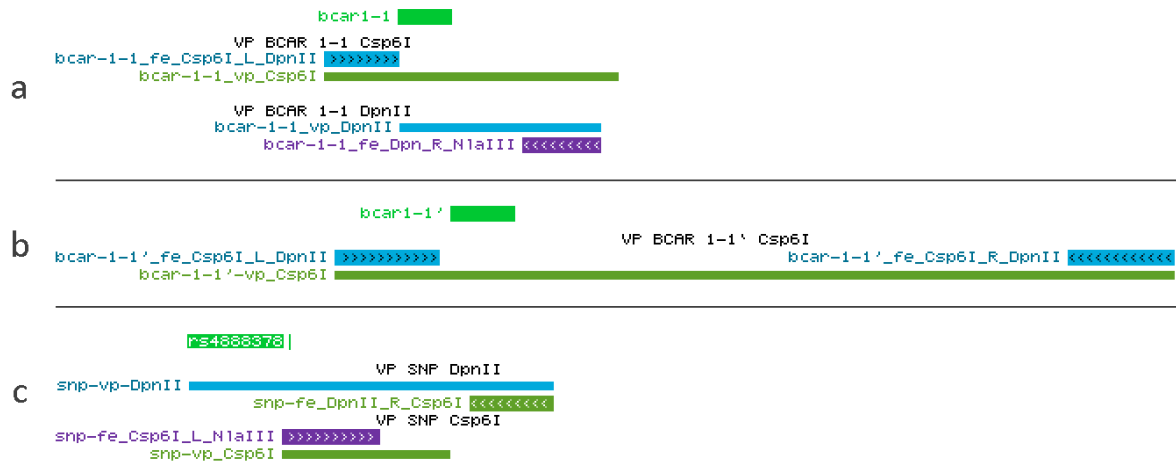 bcar1-1
VP BCAR 1-1 Csp6I
bcar-1-1_fe_Csp6I_L_DpnII
bcar-1-1_vp_Csp6I
a
VP BCAR 1-1 DpnII
bcar-1-1_vp_DpnII
bcar-1-1_fe_Dpn_R_NlaIII
bcar1-1'
b
VP BCAR 1-1' Csp6I
bcar-1-1'_fe_Csp6I_L_DpnII bcar-1-1'_fe_Csp6I_R_DpnII
bcar-1-1'-vp_Csp6I
rs4888378
VP SNP DpnII
snp-vp-DpnII
c
snp-fe_DpnII_R_Csp6I
VP SNP Csp6I
snp-fe_Csp6I_L_NlaIII
snp-vp_Csp6I